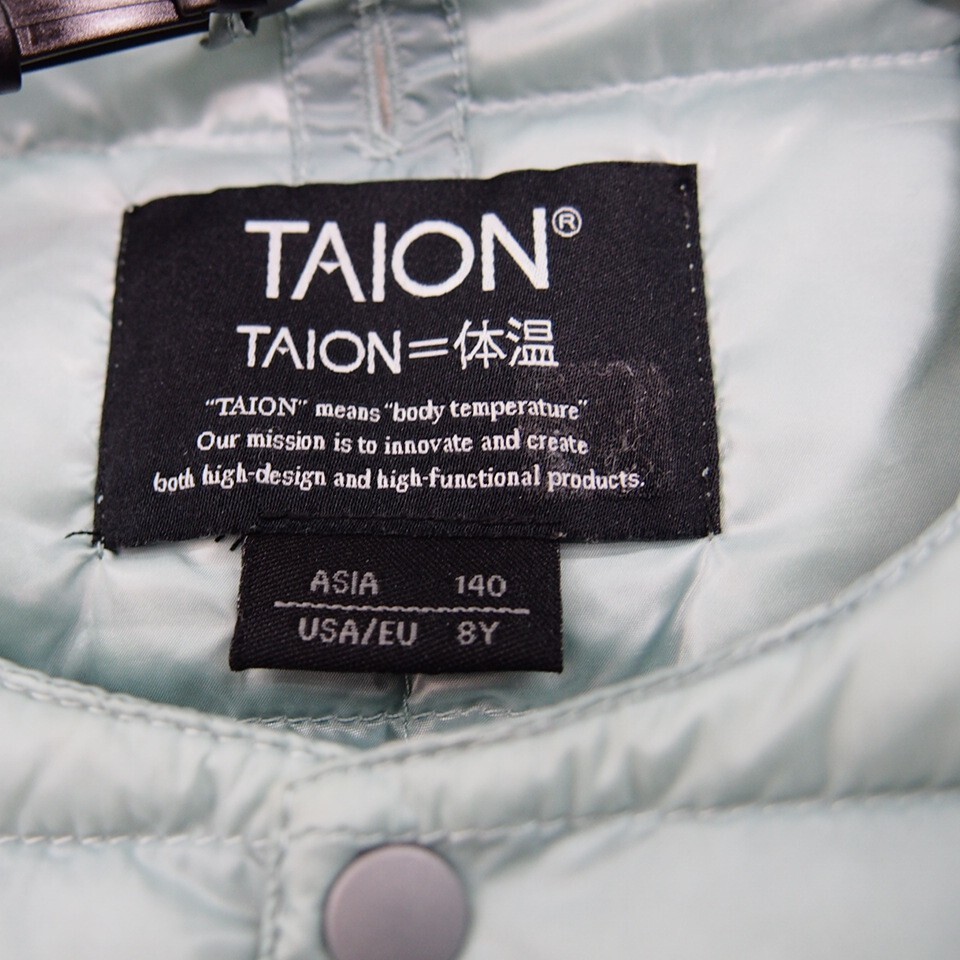 TAION®
TAION=体温
"TAION" means "body temperature"
Our mission is to innovate and create
both high-design and high-functional products.
ASIA 140
USA/EU 8Y